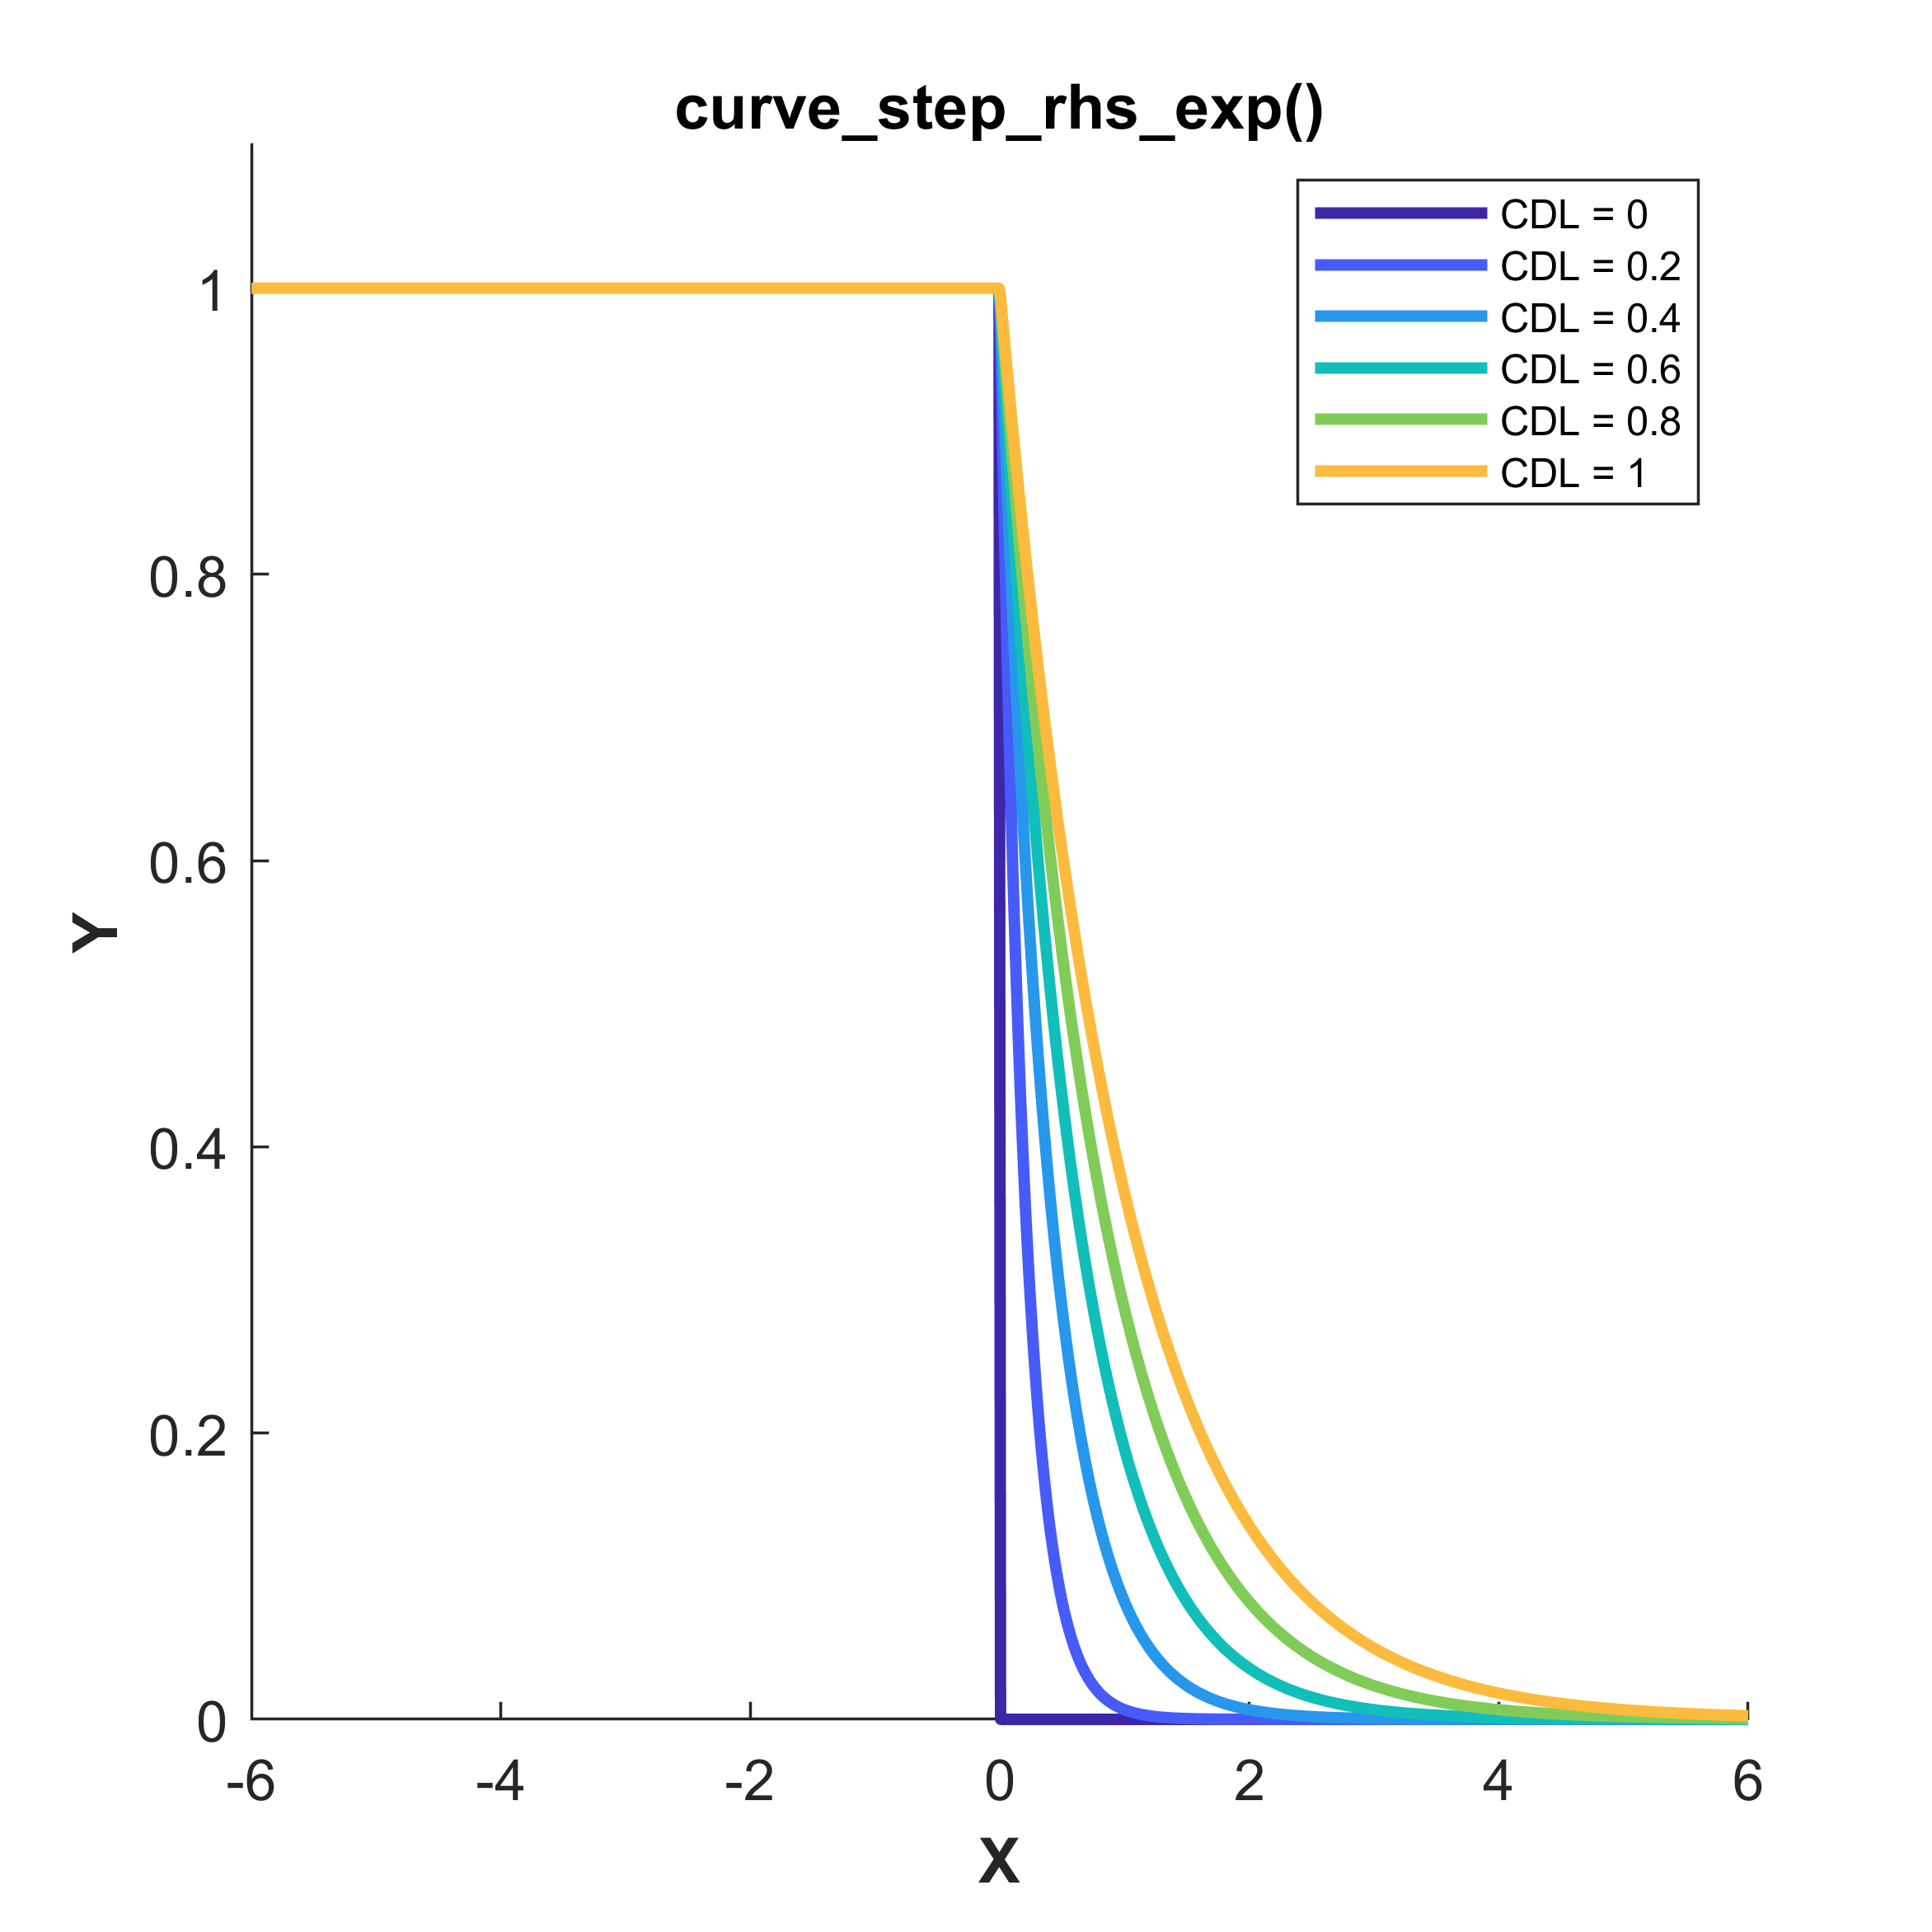 curve_step_rhs_exp()
CDL = 0
CDL = 0.2
CDL = 0.4
CDL = 0.6
CDL = 0.8
CDL = 1
1
0.8
0.6
0.4
0.2
0
Y
-6 -4 -2 0 2 4 6
X